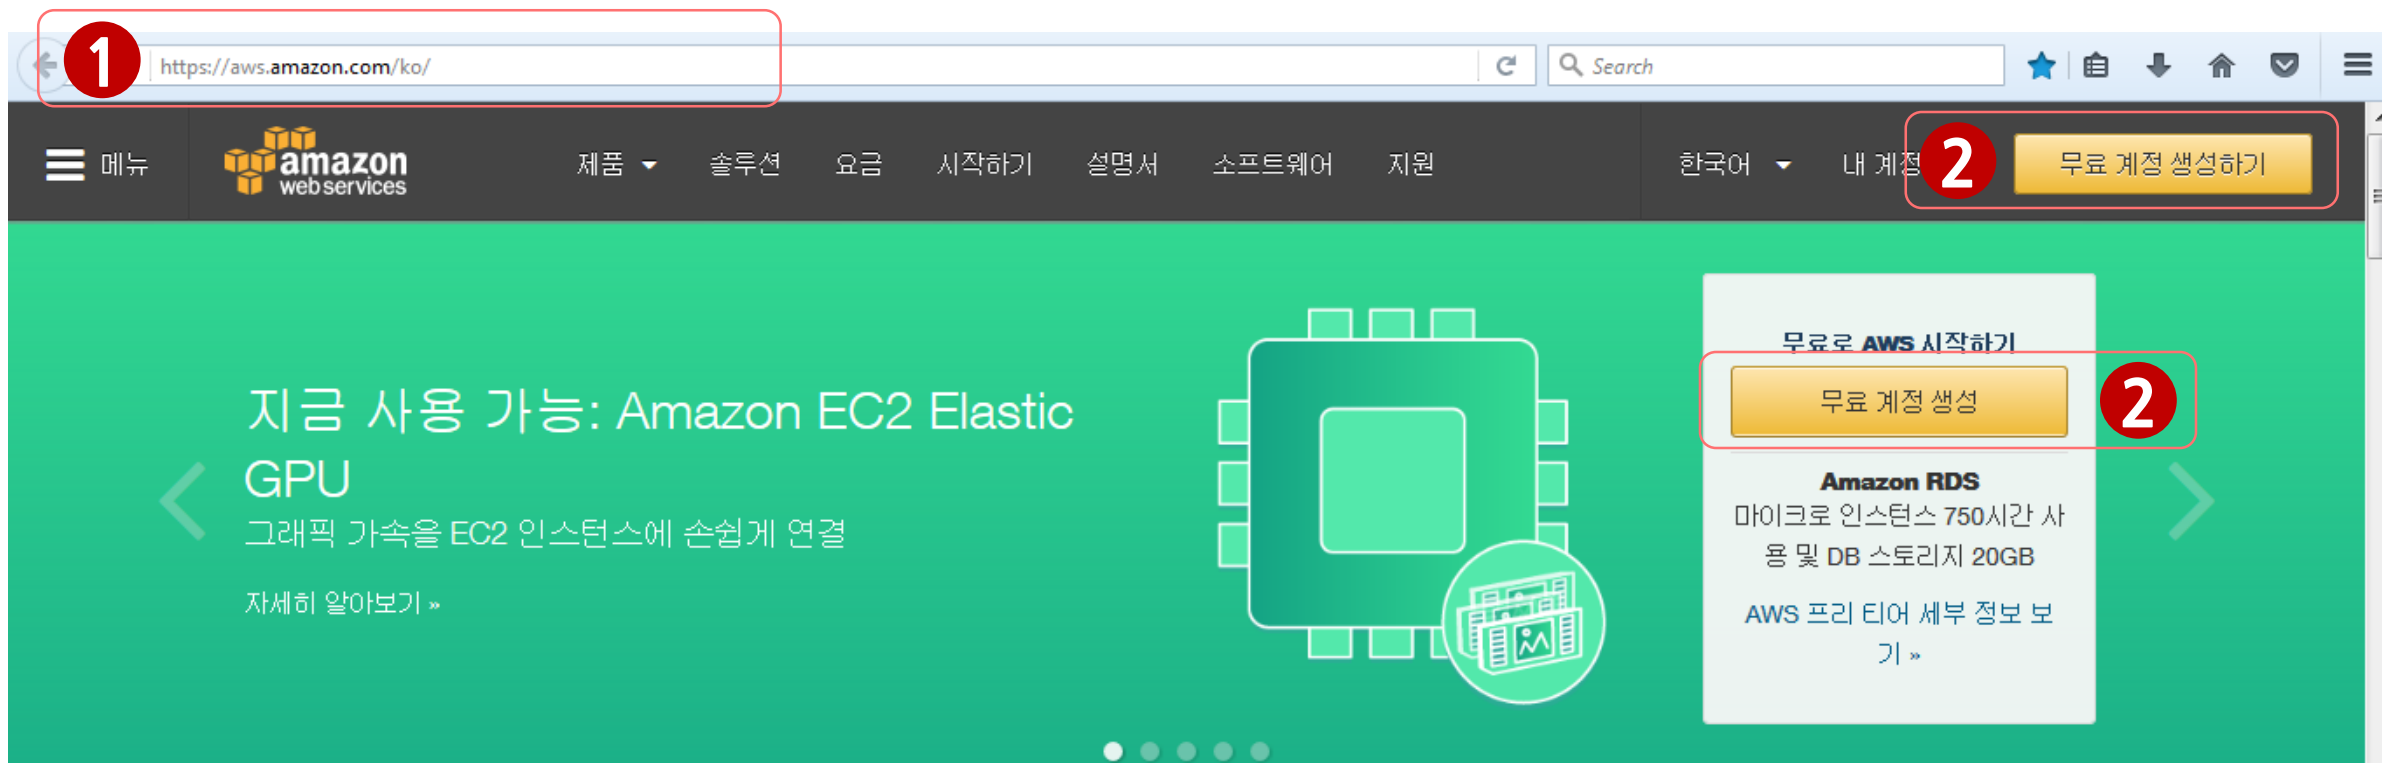 1
https://aws.amazon.com/ko/
Search
메뉴
amazon
web services
제품
솔루션
요금
시작하기
설명서
소프트웨어
지원
한국어
내 계정
2
무료 계정 생성하기
지금 사용 가능: Amazon EC2 Elastic
GPU
그래픽 가속을 EC2 인스턴스에 손쉽게 연결
자세히 알아보기 »
무료로 AWS 시작하기
무료 계정 생성
2
Amazon RDS
마이크로 인스턴스 750시간 사
용 및 DB 스토리지 20GB
AWS 프리 티어 세부 정보 보
기 »